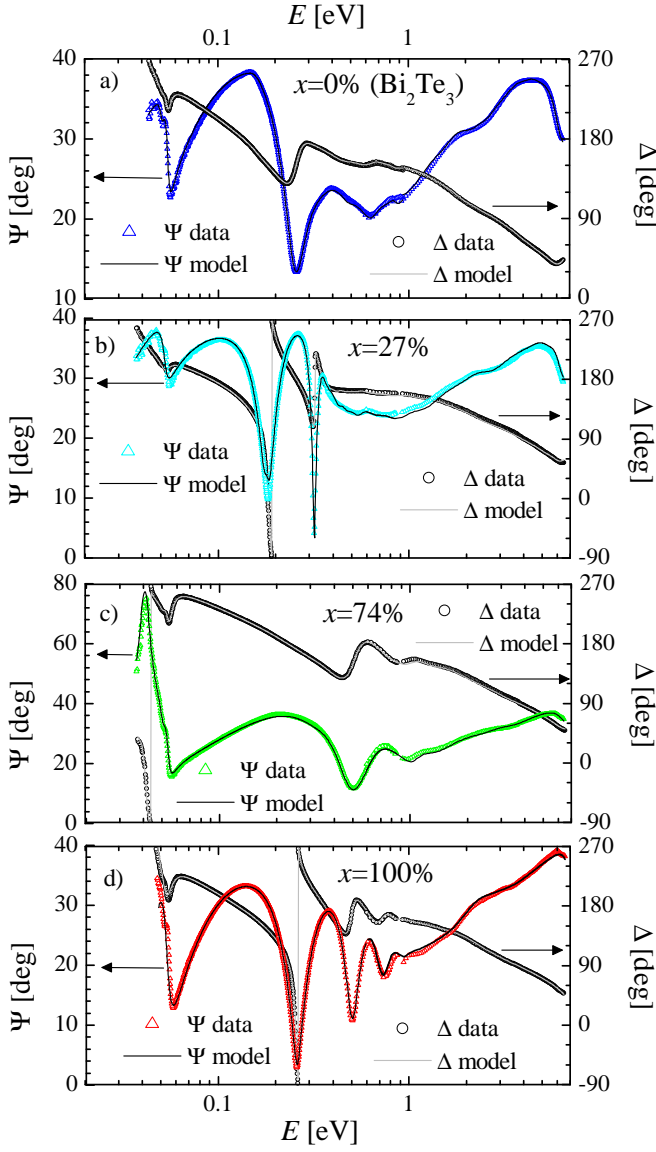 E [eV]
0.1 1
40 270
a) x=0% (Bi₂Te₃)
30 180
Ψ [deg] Δ [deg]
20 90
Ψ data Δ data
Ψ model Δ model
10 0
40 270
b) x=27%
30 180
Ψ [deg] Δ [deg]
20 90
Ψ data Δ data
10 0
Ψ model Δ model
0 -90
80 270
c) x=74% Δ data
Δ model
60 180
Ψ [deg] Δ [deg]
40 90
20 0
Ψ data
Ψ model
0 -90
40 270
d) x=100%
30 180
Ψ [deg] Δ [deg]
20 90
10 0
Ψ data Δ data
Ψ model Δ model
0 -90
0.1 1
E [eV]